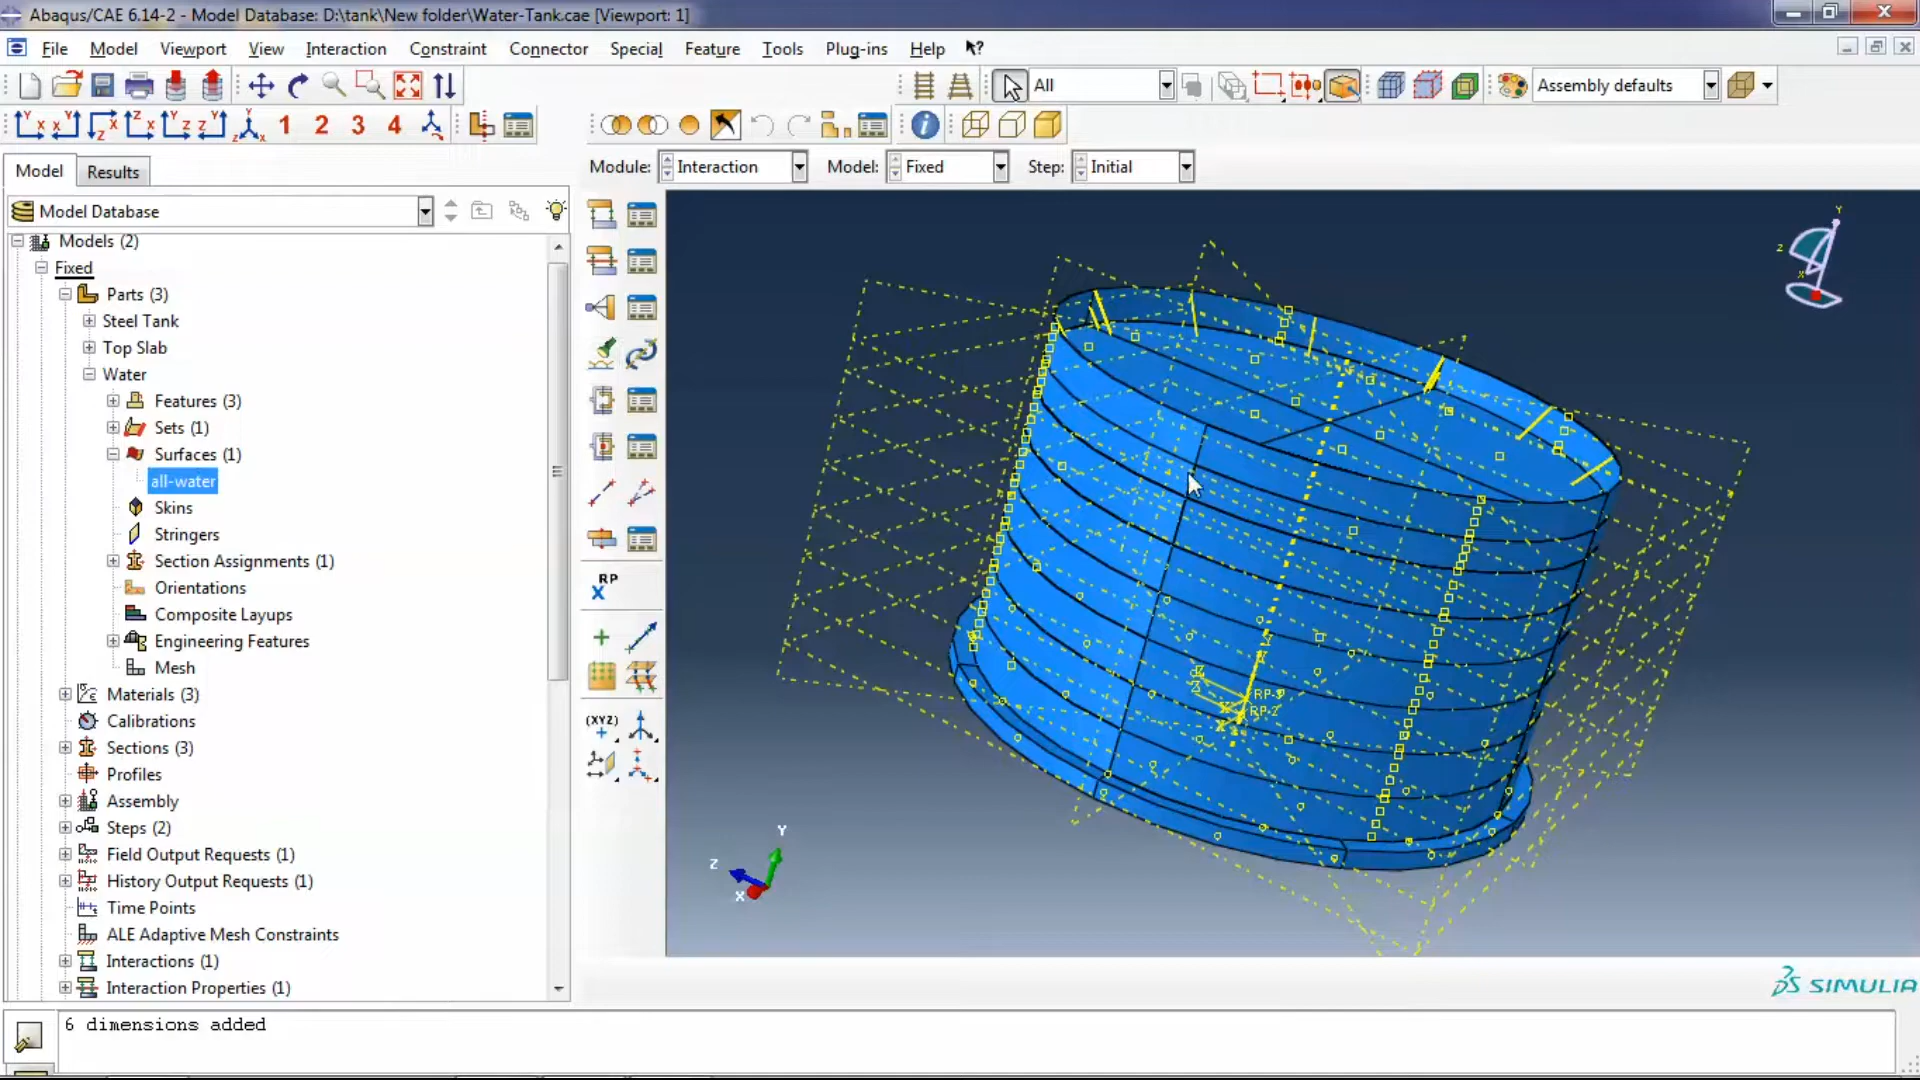 Abaqus/CAE 6.14-2 - Model Database: D:\tank\New folder\Water-Tank.cae [Viewport: 1]
File Model Viewport View Interaction Constraint Connector Special Feature Tools Plug-ins Help
All Assembly defaults
1 2 3 4
Module: Interaction Model: Fixed Step: Initial
Model Results
Model Database
Models (2)
Fixed
Parts (3)
Steel Tank
Top Slab
Water
Features (3)
Sets (1)
Surfaces (1)
all-water
Skins
Stringers
Section Assignments (1)
Orientations
Composite Layups
Engineering Features
Mesh
Materials (3)
Calibrations
Sections (3)
Profiles
Assembly
Steps (2)
Field Output Requests (1)
History Output Requests (1)
Time Points
ALE Adaptive Mesh Constraints
Interactions (1)
Interaction Properties (1)
RP
X
(XYZ)
Y
Z
X
RP-2
Y
Z
X
SIMULIA
6 dimensions added